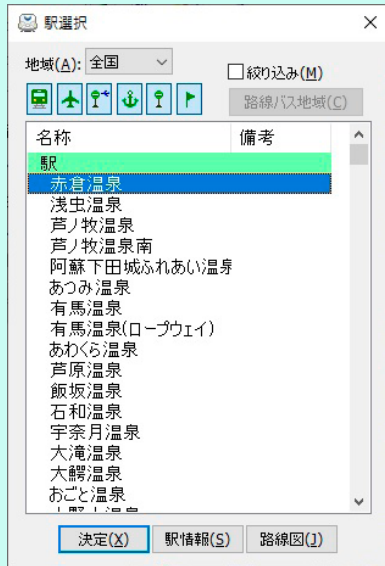 駅選択
地域(A): 全国
絞り込み(M)
路線バス地域(C)
名称 備考
駅
赤倉温泉
浅虫温泉
芦ノ牧温泉
芦ノ牧温泉南
阿蘇下田城ふれあい温泉
あつみ温泉
有馬温泉
有馬温泉(ロープウェイ)
あわくら温泉
芦原温泉
飯坂温泉
石和温泉
宇奈月温泉
大滝温泉
大鰐温泉
おごと温泉
決定(X) 駅情報(S) 路線図(J)